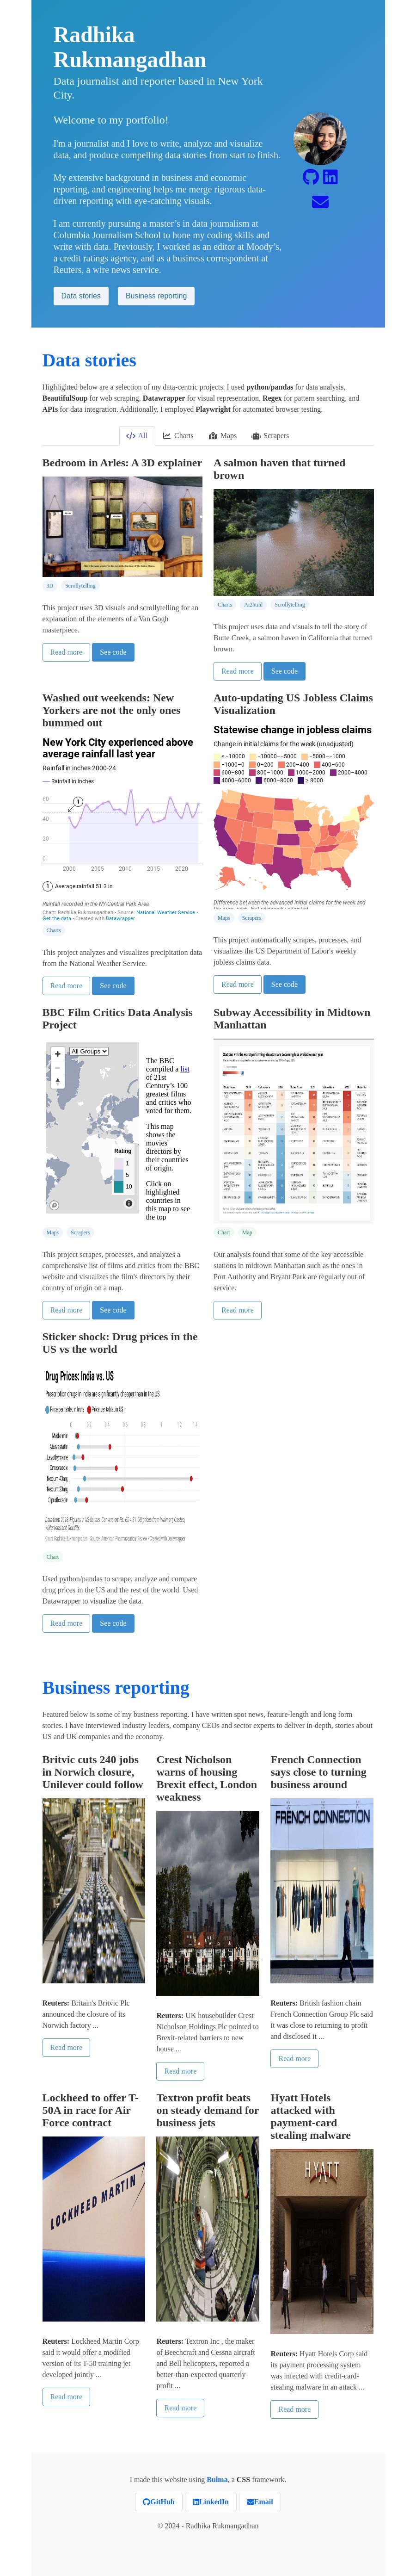 Radhika
Rukmangadhan
Data journalist and reporter based in New York
City.
Welcome to my portfolio!
I'm a journalist and I love to write, analyze and visualize
data, and produce compelling data stories from start to finish.
My extensive background in business and economic
reporting, and engineering helps me merge rigorous data-
driven reporting with eye-catching visuals.
I am currently pursuing a master's in data journalism at
Columbia Journalism School to hone my coding skills and
write with data. Previously, I worked as an editor at Moody's,
a credit ratings agency, and as a business correspondent at
Reuters, a wire news service.
Data stories
Business reporting
Data stories
Highlighted below are a selection of my data-centric projects. I used python/pandas for data analysis,
BeautifulSoup for web scraping, Datawrapper for visual representation, Regex for pattern searching, and
APIs for data integration. Additionally, I employed Playwright for automated browser testing.
All
Charts
Maps
Scrapers
Bedroom in Arles: A 3D explainer
3D
Scrollytelling
This project uses 3D visuals and scrollytelling for an
explanation of the elements of a Van Gogh
masterpiece.
Read more
See code
A salmon haven that turned
brown
Charts
Ai2html
Scrollytelling
This project uses data and visuals to tell the story of
Butte Creek, a salmon haven in California that turned
brown.
Read more
See code
Washed out weekends: New
Yorkers are not the only ones
bummed out
New York City experienced above
average rainfall last year
Rainfall in inches 2000-24
Rainfall in inches
60
40
20
0
1
2000
2005
2010
2015
2020
1 Average rainfall 51.3 in
Rainfall recorded in the NY-Central Park Area
Chart: Radhika Rukmangadhan • Source: National Weather Service •
Get the data • Created with Datawrapper
Charts
This project analyzes and visualizes precipitation data
from the National Weather Service.
Read more
See code
Auto-updating US Jobless Claims
Visualization
Statewise change in jobless claims
Change in initial claims for the week (unadjusted)
< −10000
−10000–−5000
−5000–−1000
−1000–0
0–200
200–400
400–600
600–800
800–1000
1000–2000
2000–4000
4000–6000
6000–8000
≥ 8000
Difference between the advanced initial claims for the week and
Maps
Scrapers
This project automatically scrapes, processes, and
visualizes the US Department of Labor's weekly
jobless claims data.
Read more
See code
BBC Film Critics Data Analysis
Project
All Groups
Rating
1
5
10
The BBC
compiled a list
of 21st
Century's 100
greatest films
and critics who
voted for them.
This map
shows the
movies'
directors by
their countries
of origin.
Click on
highlighted
countries in
this map to see
the top
Maps
Scrapers
This project scrapes, processes, and analyzes a
comprehensive list of films and critics from the BBC
website and visualizes the film's directors by their
country of origin on a map.
Read more
See code
Subway Accessibility in Midtown
Manhattan
Chart
Map
Our analysis found that some of the key accessible
stations in midtown Manhattan such as the ones in
Port Authority and Bryant Park are regularly out of
service.
Read more
Sticker shock: Drug prices in the
US vs the world
Drug Prices: India vs. US
Prescription drugs in India are significantly cheaper than in the US
Price per tablet in India
Price per tablet in US
0
0.2
0.4
0.6
0.8
1
1.2
1.4
Metformin
Atorvastatin
Levothyroxine
Omeprazole
Ciprofloxacin
Chart
Used python/pandas to scrape, analyze and compare
drug prices in the US and the rest of the world. Used
Datawrapper to visualize the data.
Read more
See code
Business reporting
Featured below is some of my business reporting. I have written spot news, feature-length and long form
stories. I have interviewed industry leaders, company CEOs and sector experts to deliver in-depth, stories about
US and UK companies and the economy.
Britvic cuts 240 jobs
in Norwich closure,
Unilever could follow
Reuters: Britain's Britvic Plc
announced the closure of its
Norwich factory ...
Read more
Crest Nicholson
warns of housing
Brexit effect, London
weakness
Reuters: UK housebuilder Crest
Nicholson Holdings Plc pointed to
Brexit-related barriers to new
house ...
Read more
French Connection
says close to turning
business around
FRENCH CONNECTION
Reuters: British fashion chain
French Connection Group Plc said
it was close to returning to profit
and disclosed it ...
Read more
Lockheed to offer T-
50A in race for Air
Force contract
LOCKHEED MARTIN
Reuters: Lockheed Martin Corp
said it would offer a modified
version of its T-50 training jet
developed jointly ...
Read more
Textron profit beats
on steady demand for
business jets
Reuters: Textron Inc , the maker
of Beechcraft and Cessna aircraft
and Bell helicopters, reported a
better-than-expected quarterly
profit ...
Read more
Hyatt Hotels
attacked with
payment-card
stealing malware
HYATT
Reuters: Hyatt Hotels Corp said
its payment processing system
was infected with credit-card-
stealing malware in an attack ...
Read more
I made this website using Bulma, a CSS framework.
GitHub
LinkedIn
Email
© 2024 - Radhika Rukmangadhan